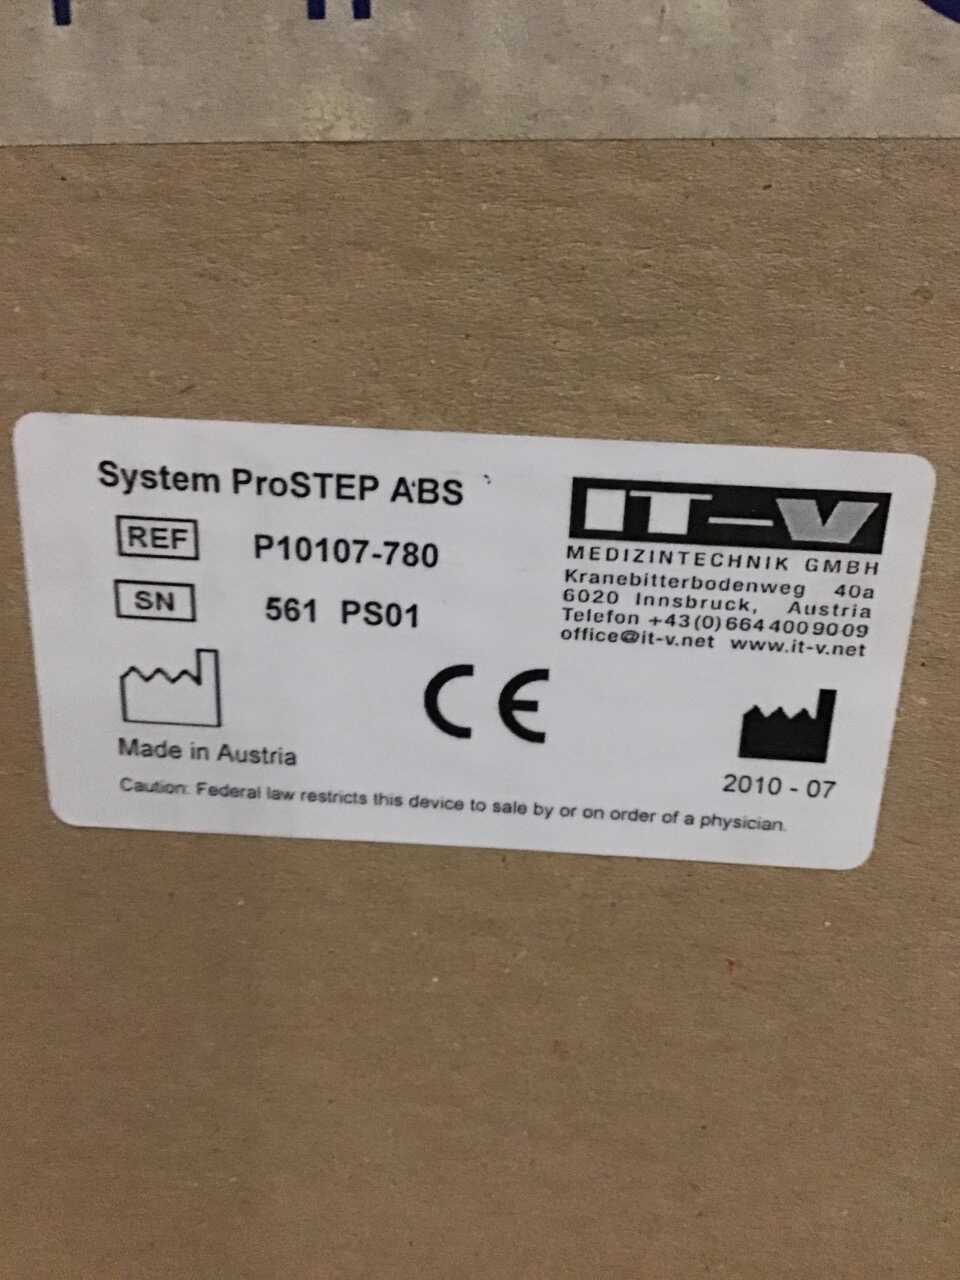 System ProSTEP ABS
REF P10107-780
SN 561 PS01
Made in Austria
IT-V
MEDIZINTECHNIK GMBH
Kranebitterbodenweg 40a
6020 Innsbruck, Austria
Telefon +43(0)664 400 90 09
office@it-v.net www.it-v.net
CE
2010 - 07
Caution: Federal law restricts this device to sale by or on order of a physician.